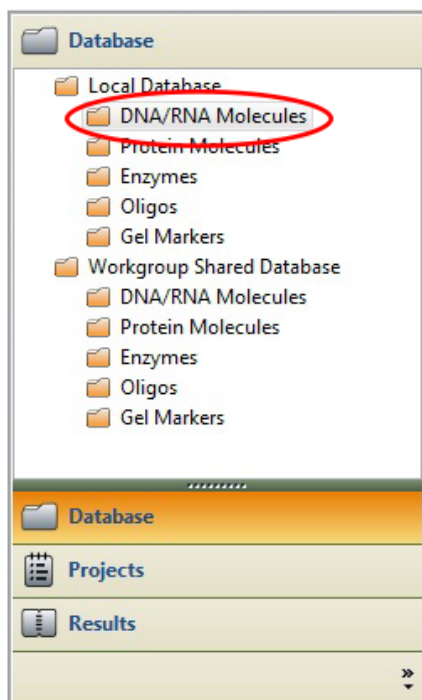 Database
Local Database
DNA/RNA Molecules
Protein Molecules
Enzymes
Oligos
Gel Markers
Workgroup Shared Database
DNA/RNA Molecules
Protein Molecules
Enzymes
Oligos
Gel Markers
Database
Projects
Results